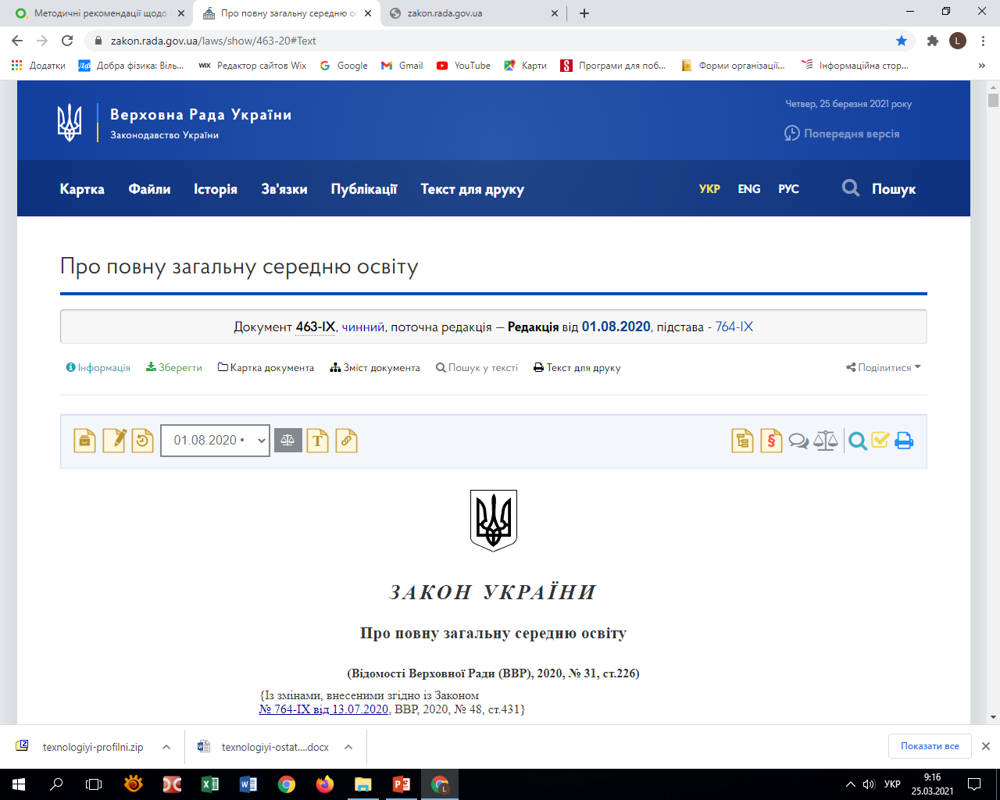 Методичні рекомендації щодо
Про повну загальну середню ос
zakon.rada.gov.ua
zakon.rada.gov.ua/laws/show/463-20#Text
L
Додатки
Добра фізика: Віль...
WIX Редактор сайтов Wix
Google
Gmail
YouTube
Карти
Програми для поб...
Форми організації...
Інформаційна стор...
Верховна Рада України
Законодавство України
Четвер, 25 березня 2021 року
Попередня версія
Картка Файли Історія Зв'язки Публікації Текст для друку УКР ENG РУС Пошук
Про повну загальну середню освіту
Документ 463-IX, чинний, поточна редакція — Редакція від 01.08.2020, підстава - 764-IX
Інформація Зберегти Картка документа Зміст документа Пошук у тексті Текст для друку Поділитися
01.08.2020 •
ЗАКОН УКРАЇНИ
Про повну загальну середню освіту
(Відомості Верховної Ради (ВВР), 2020, № 31, ст.226)
{Із змінами, внесеними згідно із Законом
№ 764-IX від 13.07.2020, ВВР, 2020, № 48, ст.431}
texnologiyi-profilni.zip
texnologiyi-ostat....docx
Показати все
УКР
9:16
25.03.2021